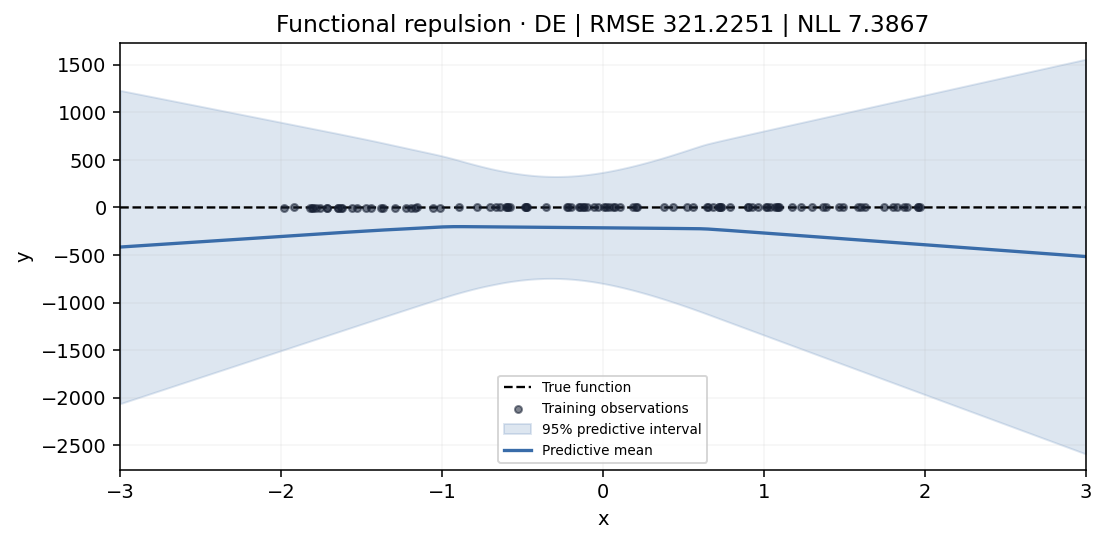 Functional repulsion · DE | RMSE 321.2251 | NLL 7.3867
1500
1000
500
0
−500
−1000
−1500
−2000
−2500
y
True function
Training observations
95% predictive interval
Predictive mean
−3 −2 −1 0 1 2 3
x